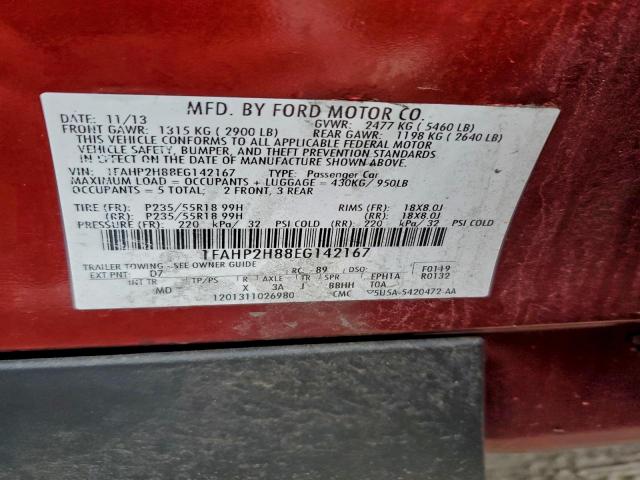 MFD. BY FORD MOTOR CO.
DATE: 11/13 GVWR: 2477 KG ( 5460 LB)
FRONT GAWR: 1315 KG ( 2900 LB) REAR GAWR: 1198 KG ( 2640 LB)
THIS VEHICLE CONFORMS TO ALL APPLICABLE FEDERAL MOTOR
VEHICLE SAFETY, BUMPER, AND THEFT PREVENTION STANDARDS
IN EFFECT ON THE DATE OF MANUFACTURE SHOWN ABOVE.
VIN: 1FAHP2H88EG142167 TYPE: Passenger Car
MAXIMUM LOAD = OCCUPANTS + LUGGAGE = 430KG/ 950LB
OCCUPANTS = 5 TOTAL: 2 FRONT, 3 REAR
TIRE (FR): P235/55R18 99H RIMS (FR): 18X8.0J
(RR): P235/55R18 99H (RR): 18X8.0J
PRESSURE (FR): 220 kPa/ 32 PSI COLD (RR): 220 kPa/ 32 PSI COLD
1FAHP2H88EG142167
TRAILER TOWING - SEE OWNER GUIDE
EXT PNT: D7 RC: 89 DSO: F0119
INT TR TP/PS R AXLE TR SPR EPH1A R0132
MD X 3A J BBHH TOA
1201311026980 CMC ▽5U5A-5420472-AA